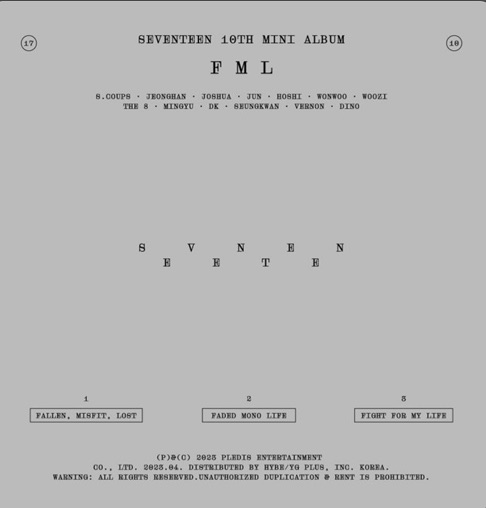 17
SEVENTEEN 10TH MINI ALBUM
10
F M L
S.COUPS · JEONGHAN · JOSHUA · JUN · HOSHI · WONWOO · WOOZI
THE 8 · MINGYU · DK · SEUNGKWAN · VERNON · DINO
S V N E N
E E T E
1
2
3
FALLEN, MISFIT, LOST
FADED MONO LIFE
FIGHT FOR MY LIFE
(P)&(C) 2023 PLEDIS ENTERTAINMENT
CO., LTD. 2023.04. DISTRIBUTED BY HYBE/YG PLUS, INC. KOREA.
WARNING: ALL RIGHTS RESERVED.UNAUTHORIZED DUPLICATION & RENT IS PROHIBITED.